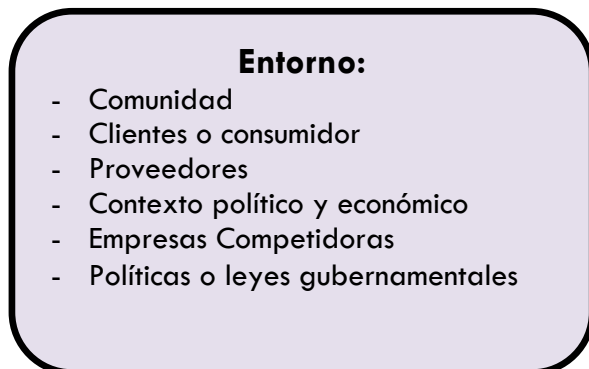 Entorno:
- Comunidad
- Clientes o consumidor
- Proveedores
- Contexto político y económico
- Empresas Competidoras
- Políticas o leyes gubernamentales